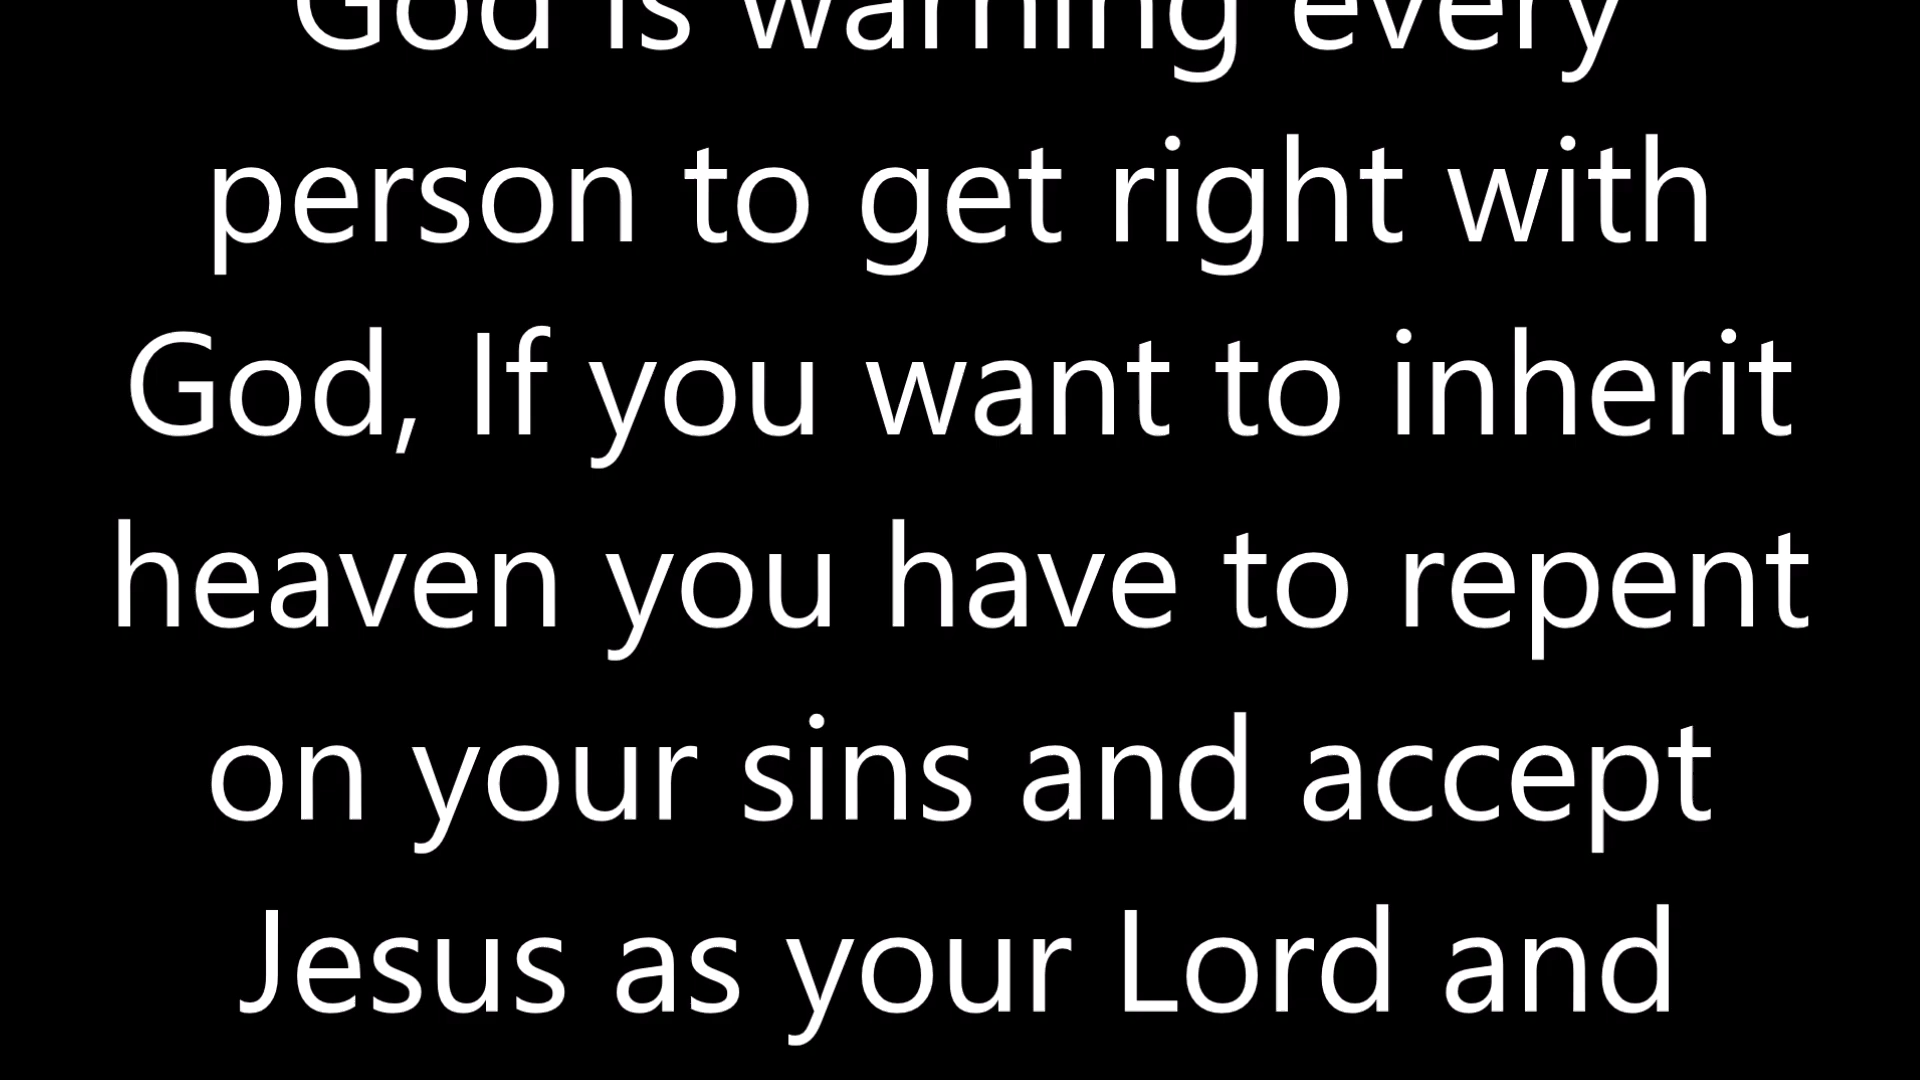 God is warning every
person to get right with
God, If you want to inherit
heaven you have to repent
on your sins and accept
Jesus as your Lord and